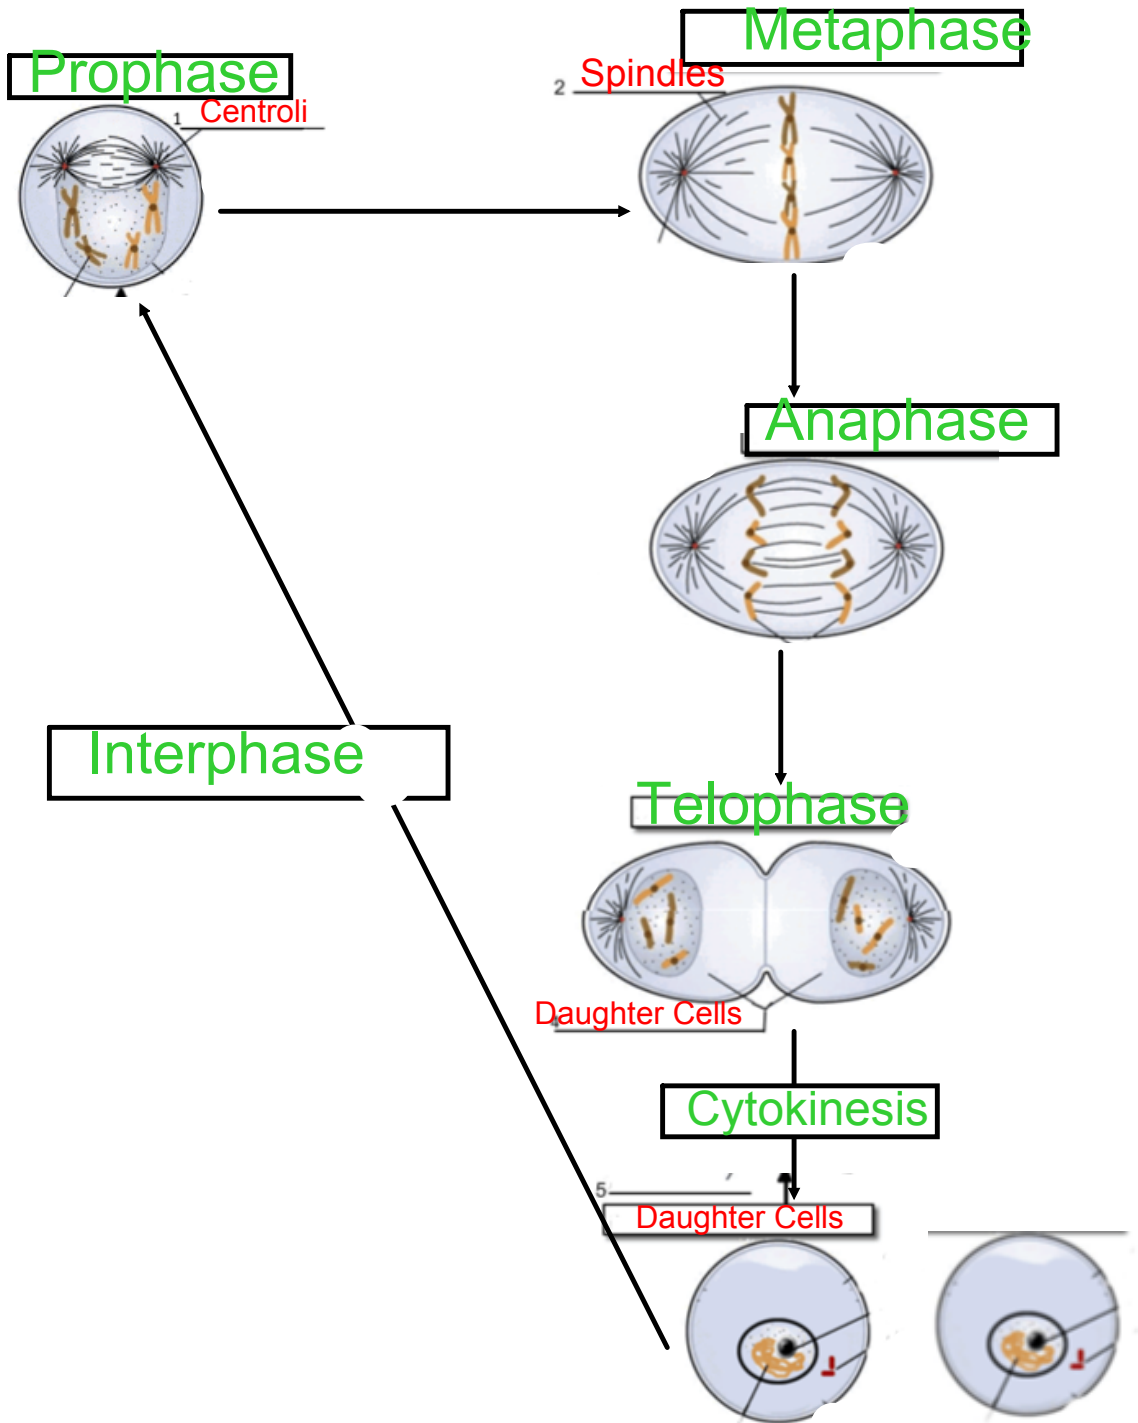 Metaphase
Prophase
2 Spindles
1 Centroli
Anaphase
Interphase
Telophase
Daughter Cells
Cytokinesis
5
Daughter Cells